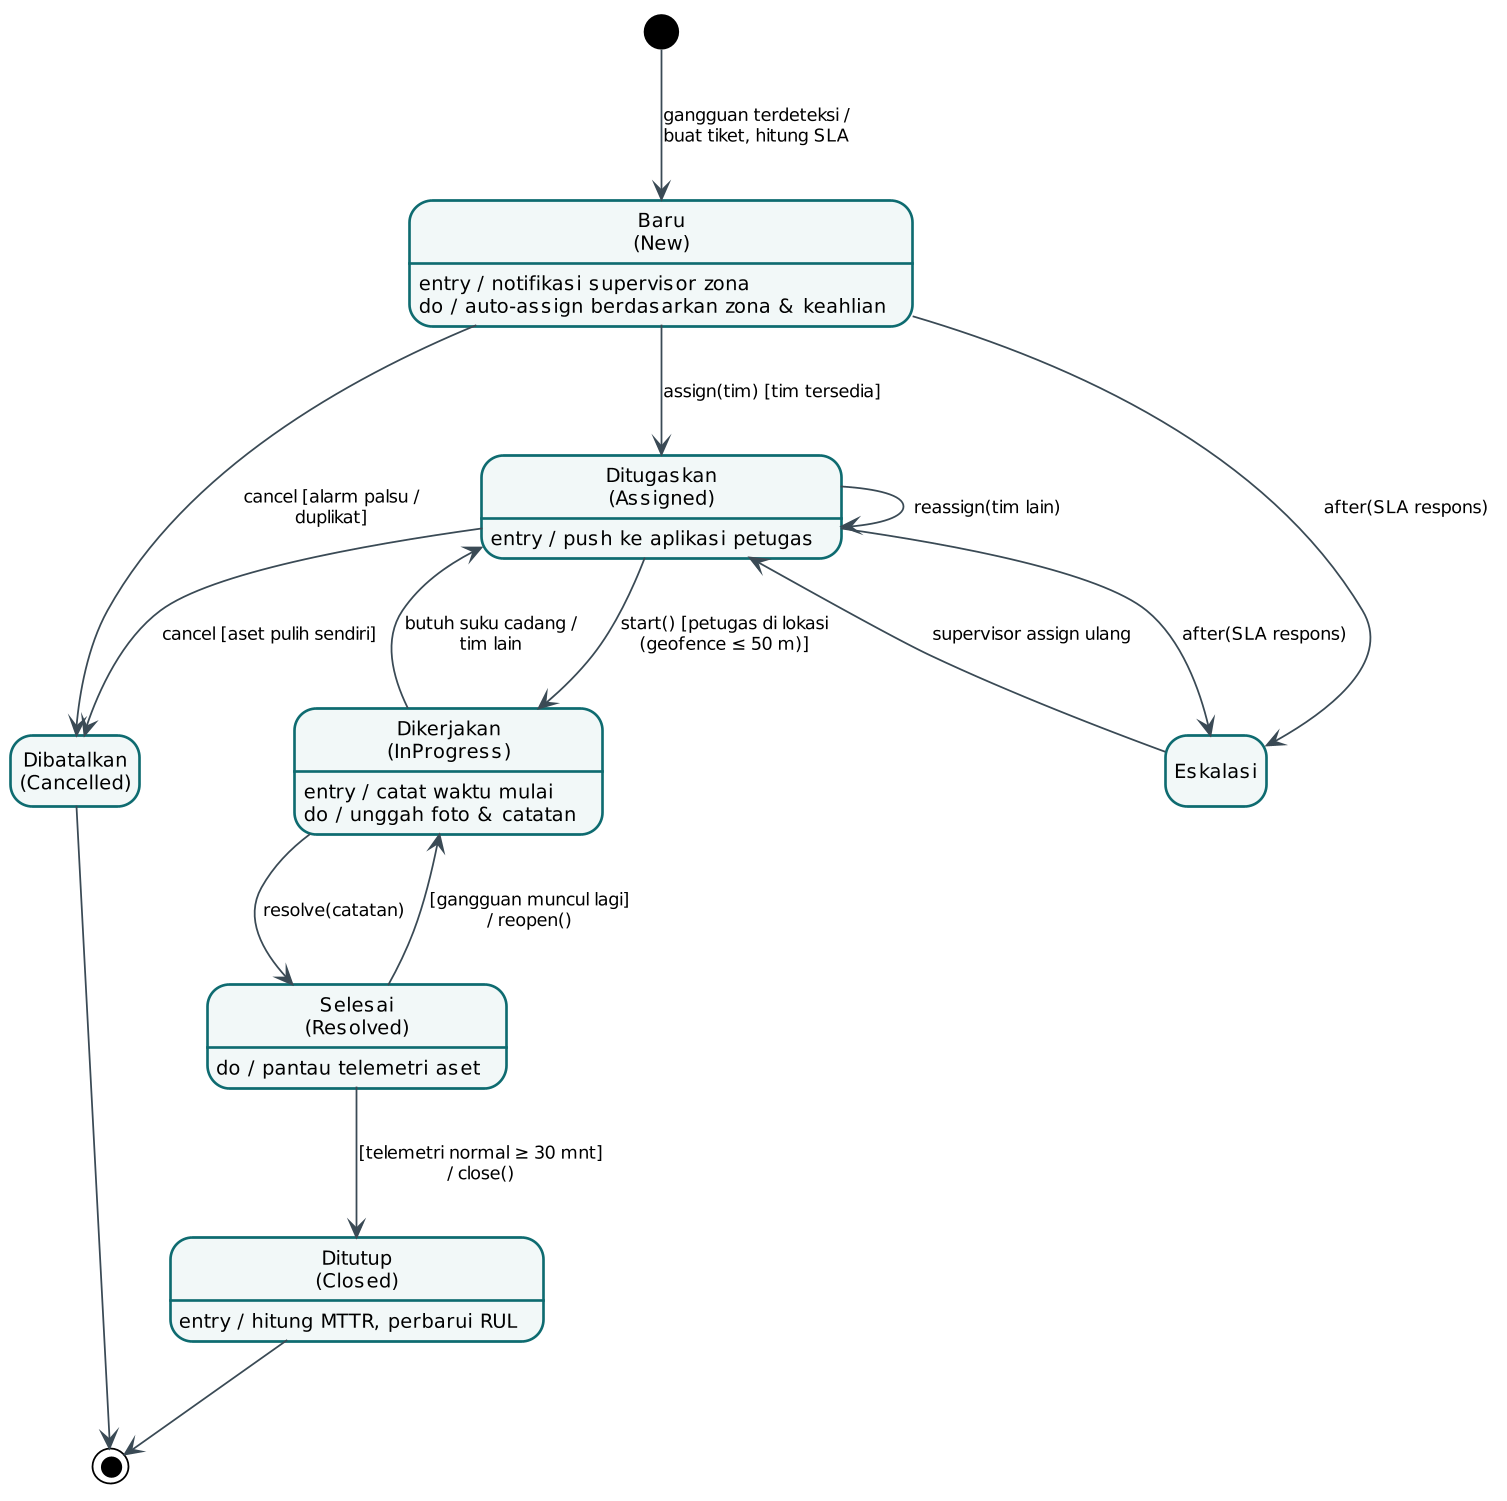 gangguan terdeteksi /
buat tiket, hitung SLA
Baru
(New)
entry / notifikasi supervisor zona
do / auto-assign berdasarkan zona & keahlian
assign(tim) [tim tersedia]
cancel [alarm palsu /
duplikat]
Ditugaskan
(Assigned)
entry / push ke aplikasi petugas
reassign(tim lain)
after(SLA respons)
cancel [aset pulih sendiri]
butuh suku cadang /
tim lain
start() [petugas di lokasi
(geofence ≤ 50 m)]
supervisor assign ulang
after(SLA respons)
Dibatalkan
(Cancelled)
Dikerjakan
(InProgress)
entry / catat waktu mulai
do / unggah foto & catatan
Eskalasi
resolve(catatan)
[gangguan muncul lagi]
/ reopen()
Selesai
(Resolved)
do / pantau telemetri aset
[telemetri normal ≥ 30 mnt]
/ close()
Ditutup
(Closed)
entry / hitung MTTR, perbarui RUL